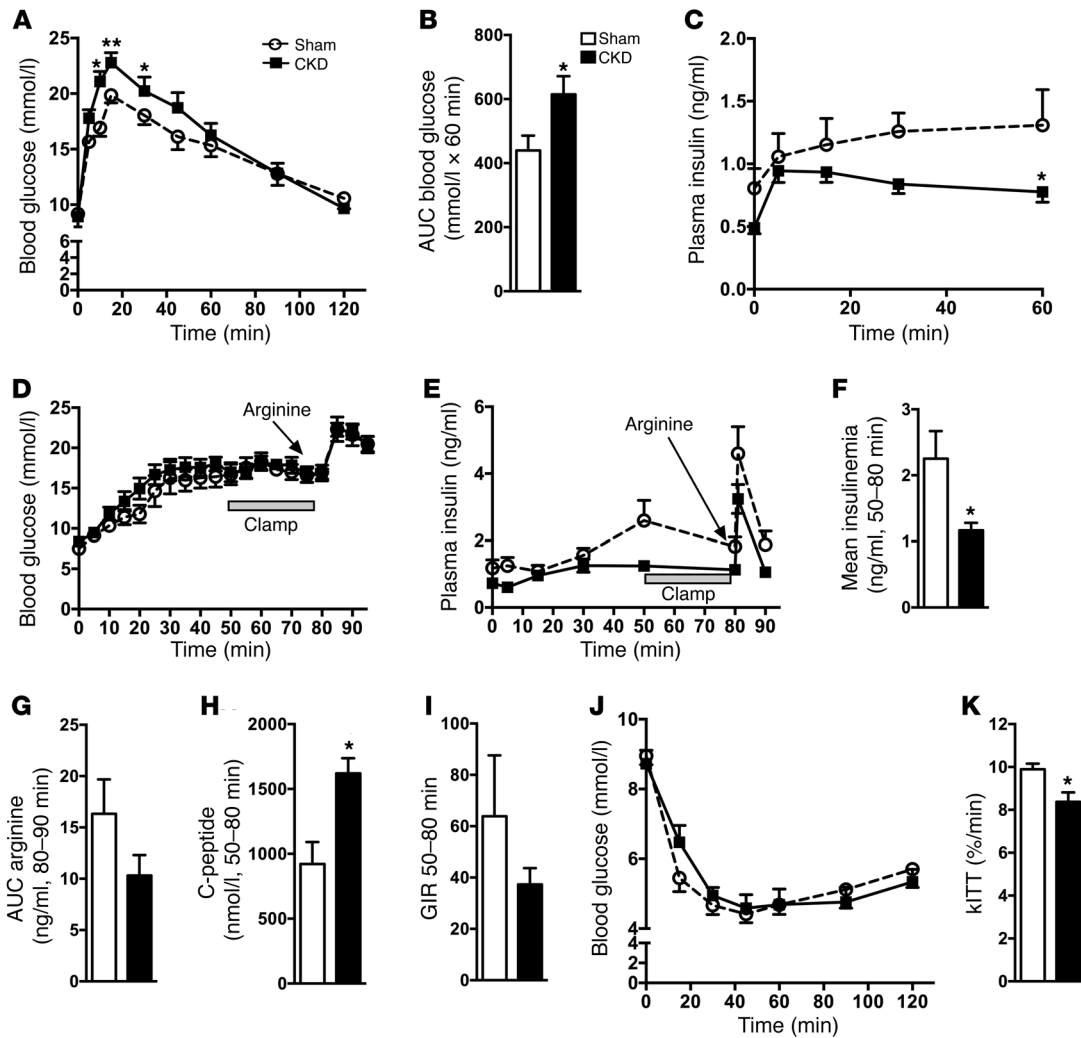 A
Blood glucose (mmol/l)
25
20
15
10
6
4
2
0
0 20 40 60 80 100 120
Time (min)
* ** *
Sham
CKD
B
AUC blood glucose
(mmol/l × 60 min)
800
600
400
200
0
*
Sham
CKD
C
Plasma insulin (ng/ml)
2.0
1.5
1.0
0.5
0.0
0 20 40 60
Time (min)
*
D
Blood glucose (mmol/l)
25
20
15
10
5
0
0 10 20 30 40 50 60 70 80 90
Time (min)
Arginine
Clamp
E
Plasma insulin (ng/ml)
6
4
2
0
0 10 20 30 40 50 60 70 80 90
Time (min)
Arginine
Clamp
F
Mean insulinemia
(ng/ml, 50–80 min)
3
2
1
0
*
G
AUC arginine
(ng/ml, 80–90 min)
25
20
15
10
5
0
H
C-peptide
(nmol/l, 50–80 min)
2000
1500
1000
500
0
*
I
GIR 50–80 min
100
80
60
40
20
0
J
Blood glucose (mmol/l)
10
8
6
4
4
2
0
0 20 40 60 80 100 120
Time (min)
K
kITT (%/min)
12
10
8
6
4
2
0
*